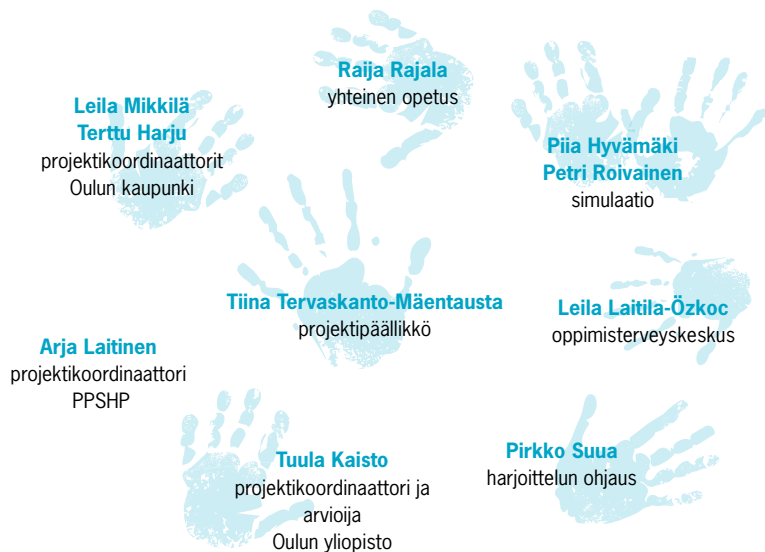 Raija Rajala
yhteinen opetus
Leila Mikkilä
Terttu Harju
projektikoordinaattorit
Oulun kaupunki
Piia Hyvämäki
Petri Roivainen
simulaatio
Tiina Tervaskanto-Mäentausta
projektipäällikkö
Leila Laitila-Özkoc
oppimisterveyskeskus
Arja Laitinen
projektikoordinaattori
PPSHP
Tuula Kaisto
projektikoordinaattori ja
arvioija
Oulun yliopisto
Pirkko Suua
harjoittelun ohjaus